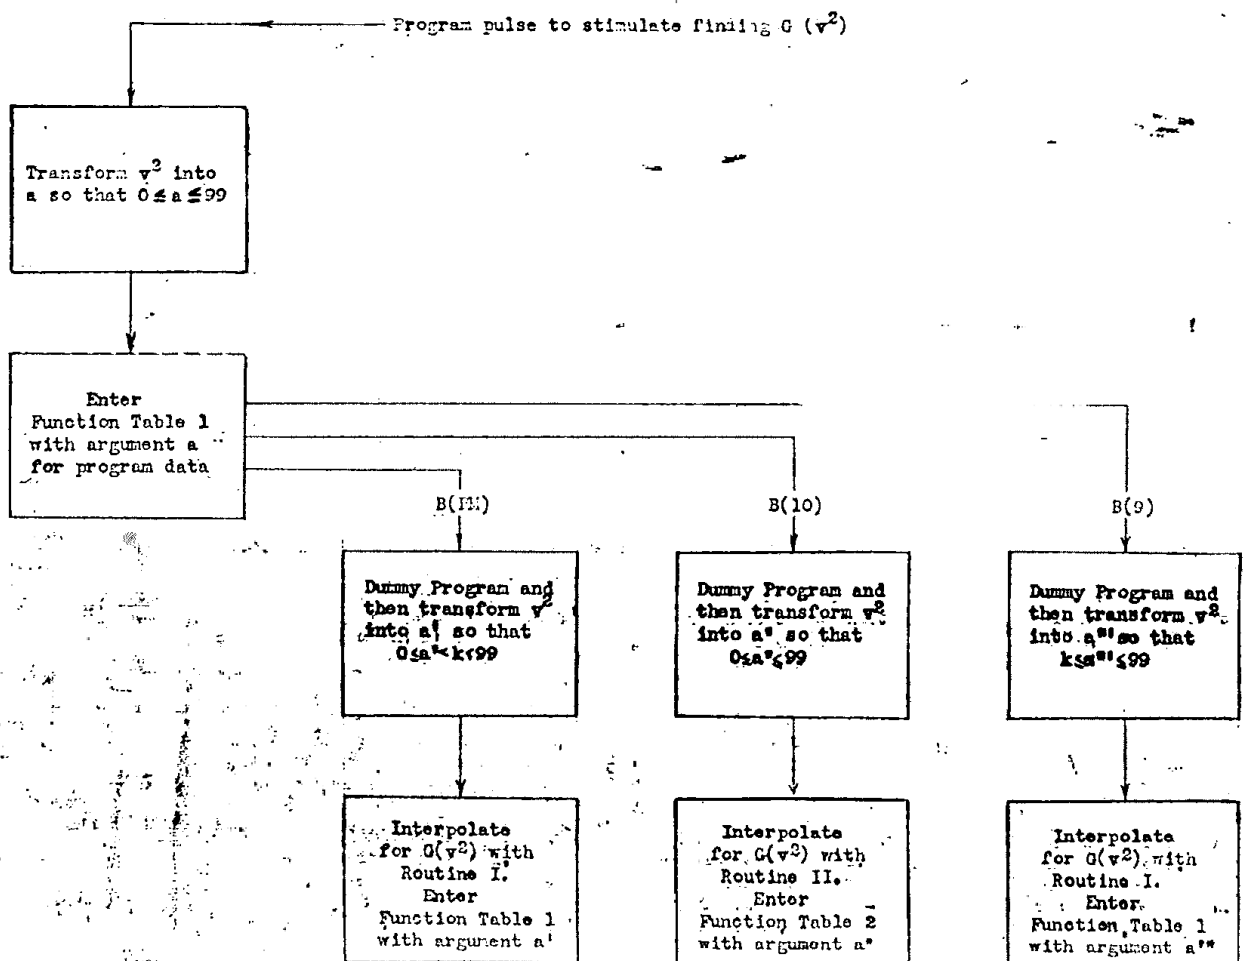 Program pulse to stimulate finding G (v²)
Transform v² into
a so that 0≤a≤99
Enter
Function Table 1
with argument a
for program data
B(PM)
B(10)
B(9)
Dummy Program and
then transform v²
into a' so that
0≤a'<k<99
Dummy Program and
then transform v²
into a" so that
0≤a"≤99
Dummy Program and
then transform v²
into a"' so that
k≤a"'≤99
Interpolate
for G(v²) with
Routine I.
Enter
Function Table 1
with argument a'
Interpolate
for G(v²) with
Routine II.
Enter
Function Table 2
with argument a"
Interpolate
for G(v²) with
Routine I.
Enter
Function Table 1
with argument a"'